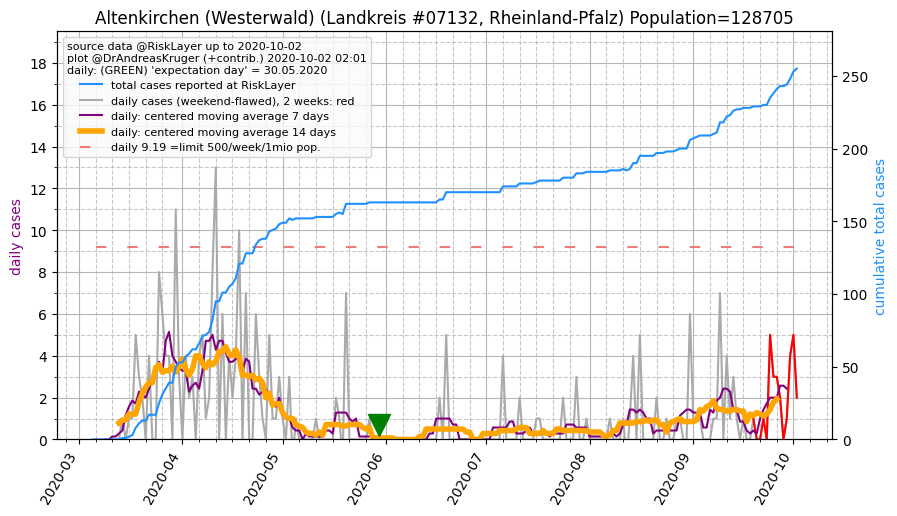 Altenkirchen (Westerwald) (Landkreis #07132, Rheinland-Pfalz) Population=128705
source data @RiskLayer up to 2020-10-02
plot @DrAndreasKruger (+contrib.) 2020-10-02 02:01
daily: (GREEN) 'expectation day' = 30.05.2020
total cases reported at RiskLayer
daily cases (weekend-flawed), 2 weeks: red
daily: centered moving average 7 days
daily: centered moving average 14 days
daily 9.19 =limit 500/week/1mio pop.
daily cases
18
16
14
12
10
8
6
4
2
0
cumulative total cases
250
200
150
100
50
0
2020-03
2020-04
2020-05
2020-06
2020-07
2020-08
2020-09
2020-10